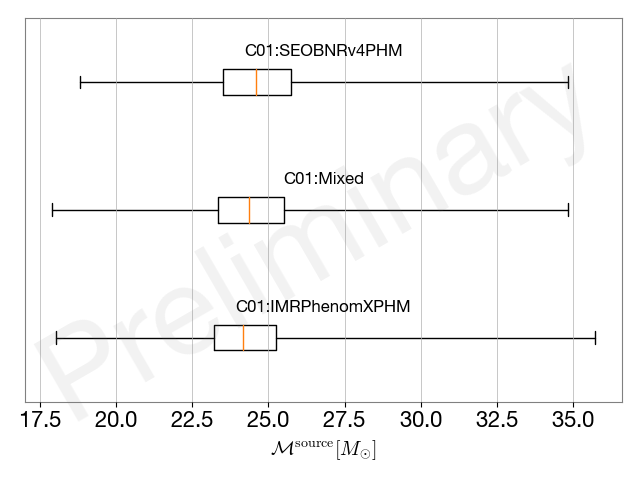 C01:SEOBNRv4PHM
C01:Mixed
C01:IMRPhenomXPHM
Preliminary
17.5 20.0 22.5 25.0 27.5 30.0 32.5 35.0
ℳ^source [M_⊙]